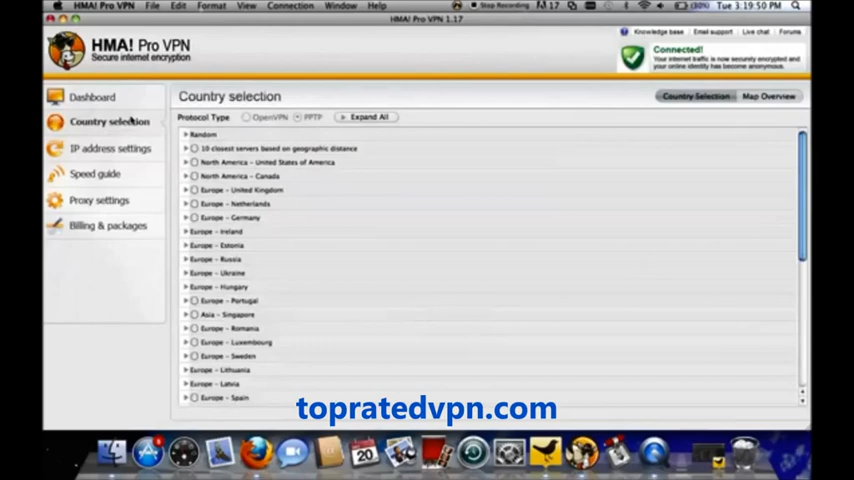 HMA! Pro VPN File Edit Format View Connection Window Help Stop Recording 17 (30%) Tue 3:19:50 PM
HMA! Pro VPN 1.17
HMA! Pro VPN
Secure internet encryption
Knowledge base Email support Live chat Forums
Connected!
Your internet traffic is now securely encrypted and
your online identity has become anonymous.
Dashboard
Country selection
IP address settings
Speed guide
Proxy settings
Billing & packages
Country selection
Country Selection Map Overview
Protocol Type OpenVPN PPTP Expand All
Random
10 closest servers based on geographic distance
North America - United States of America
North America - Canada
Europe - United Kingdom
Europe - Netherlands
Europe - Germany
Europe - Ireland
Europe - Estonia
Europe - Russia
Europe - Ukraine
Europe - Hungary
Europe - Portugal
Asia - Singapore
Europe - Romania
Europe - Luxembourg
Europe - Sweden
Europe - Lithuania
Europe - Latvia
Europe - Spain
topratedvpn.com
20